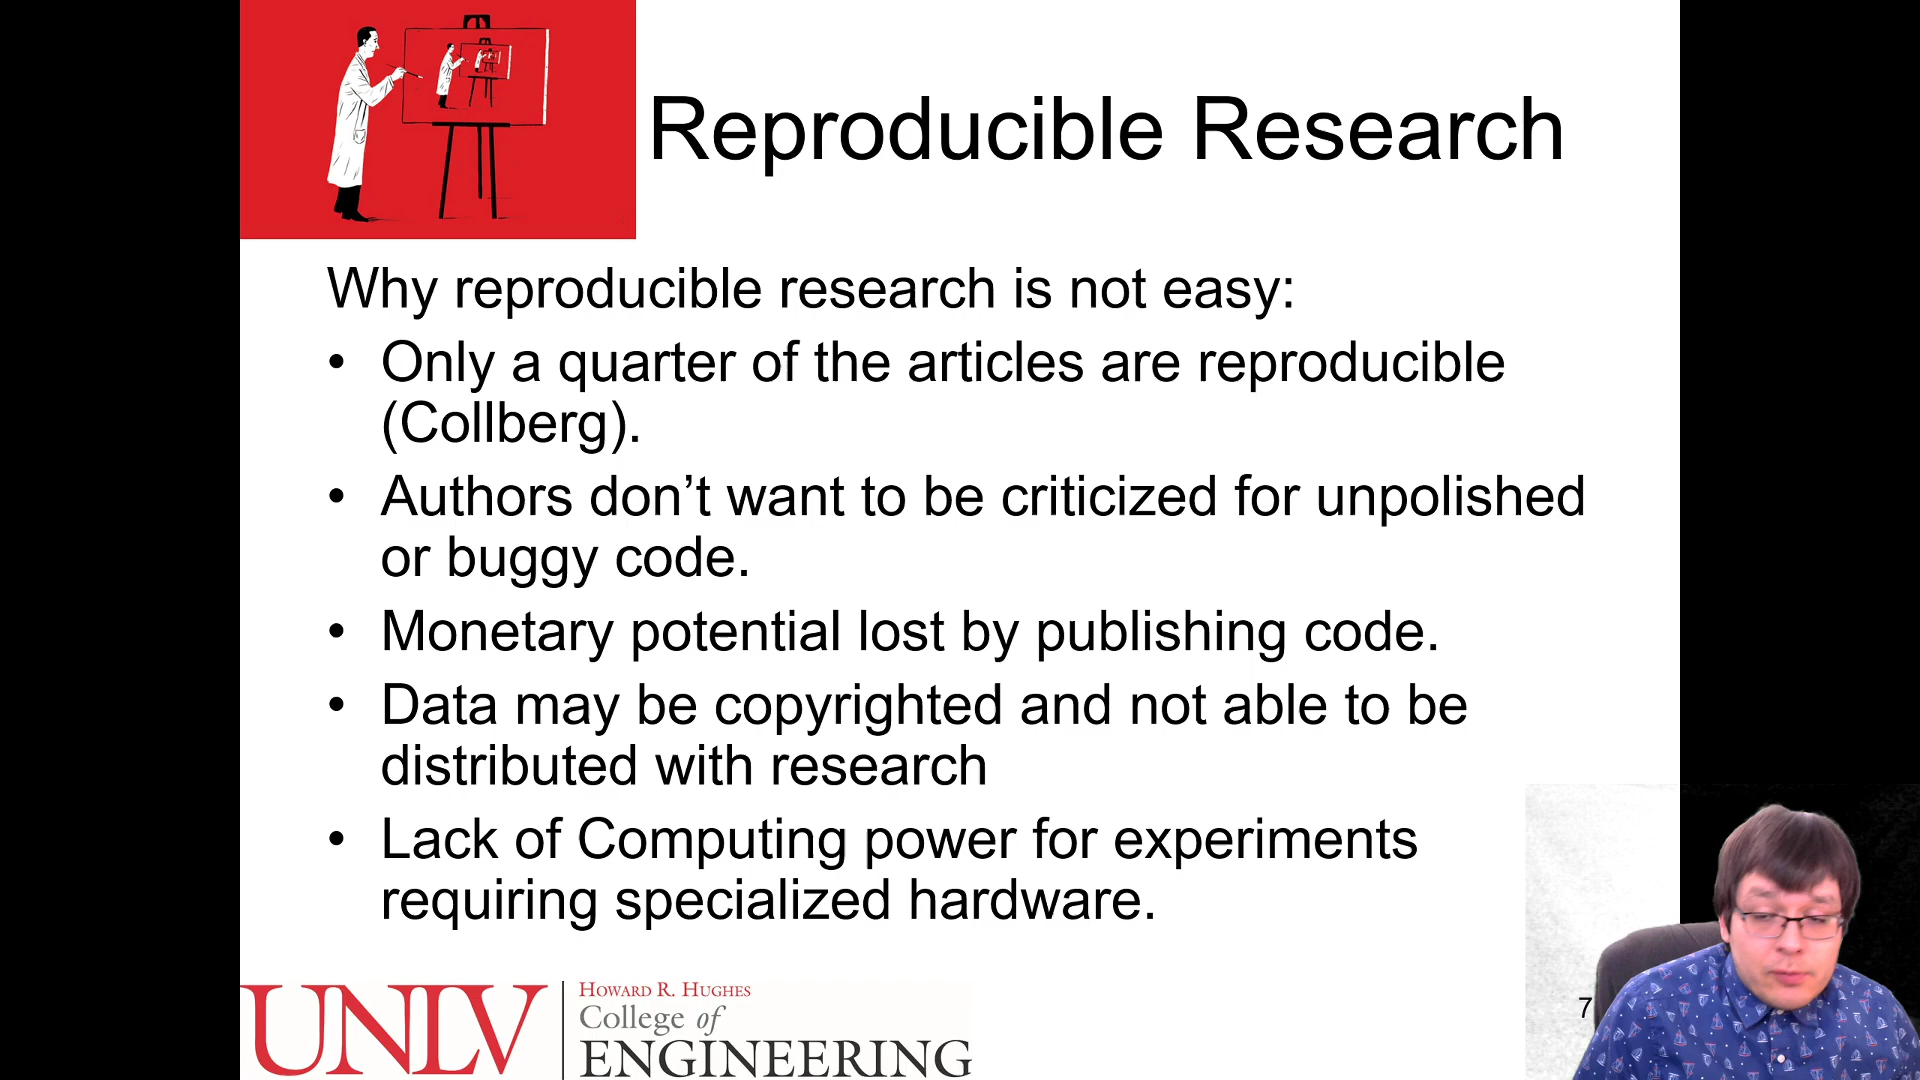 Reproducible Research
Why reproducible research is not easy:
• Only a quarter of the articles are reproducible
(Collberg).
• Authors don’t want to be criticized for unpolished
or buggy code.
• Monetary potential lost by publishing code.
• Data may be copyrighted and not able to be
distributed with research
• Lack of Computing power for experiments
requiring specialized hardware.
UNLV
HOWARD R. HUGHES
College of
ENGINEERING
7